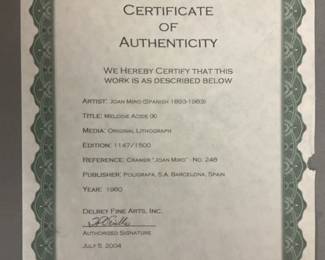 CERTIFICATE
OF
AUTHENTICITY
WE HEREBY CERTIFY THAT THIS
WORK IS AS DESCRIBED BELOW
ARTIST: JOAN MIRO (SPANISH 1893-1983)
TITLE: MELODIE ACIDE 90
MEDIA: ORIGINAL LITHOGRAPH
EDITION: 1147/1500
REFERENCE: CRAMER "JOAN MIRO" - NO. 248
PUBLISHER: POLIGRAFA, S.A. BARCELONA, SPAIN
YEAR: 1980
DELREY FINE ARTS, INC.
AUTHORISED SIGNATURE
JULY 5, 2004